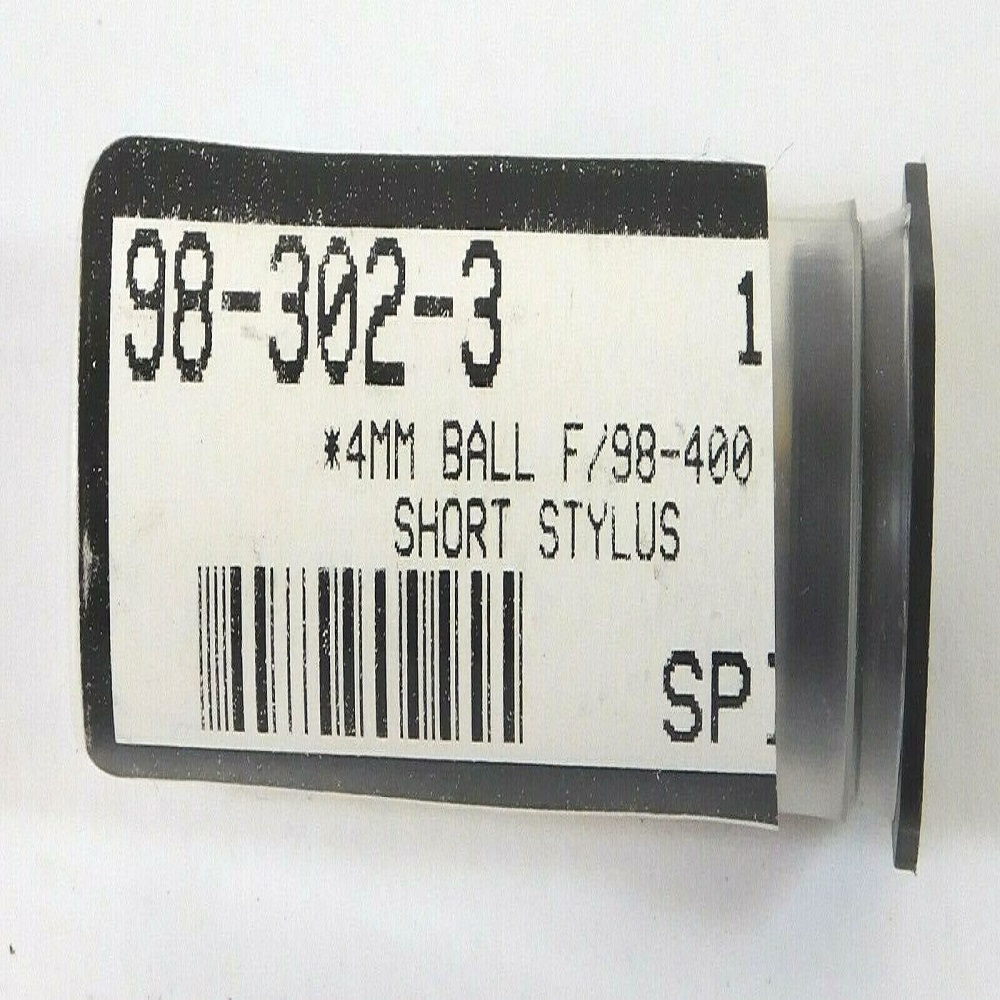 98-302-3 1
*4MM BALL F/98-400
SHORT STYLUS
SP